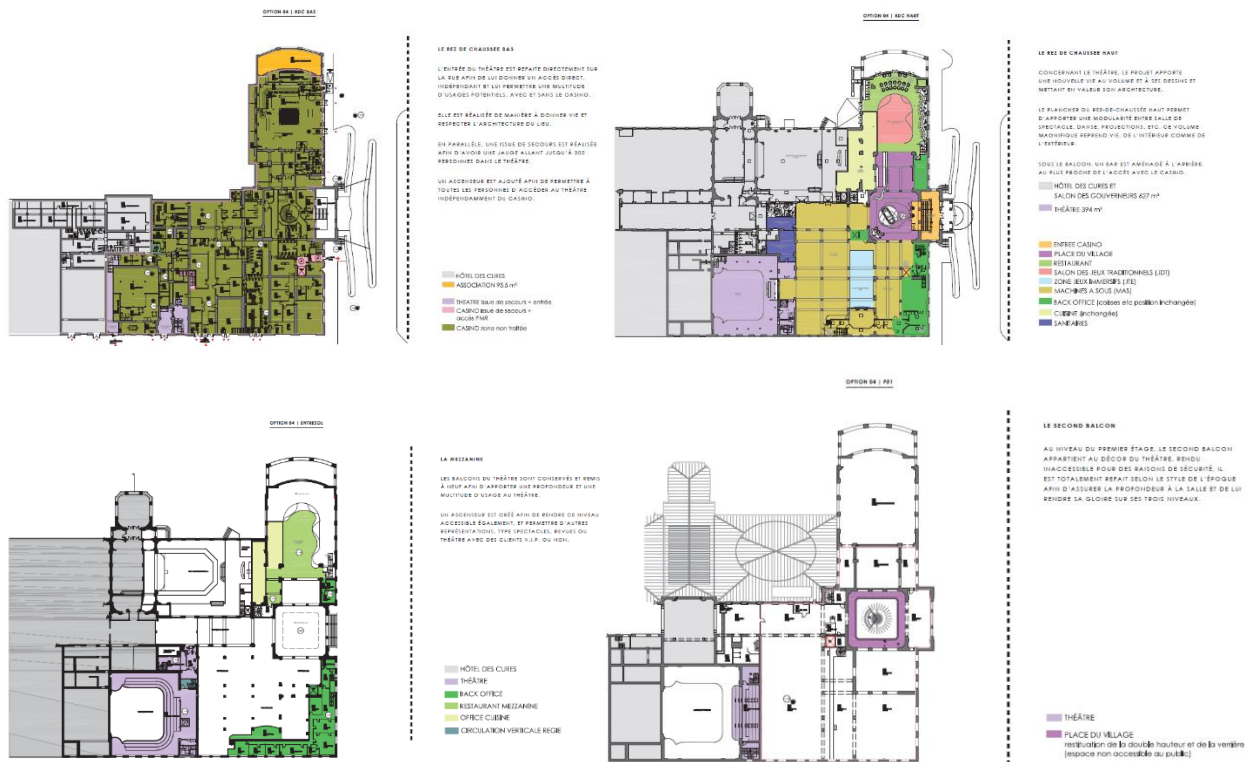 OPTION 04 | RDC BAS
LE REZ DE CHAUSSEE BAS
L'ENTRÉE DU THÉÂTRE EST REFAITE DIRECTEMENT SUR
LA RUE AFIN DE LUI DONNER UN ACCÈS DIRECT,
INDÉPENDANT ET LUI PERMETTRE UNE MULTITUDE
D'USAGES POTENTIELS, AVEC ET SANS LE CASINO.
ELLE EST RÉALISÉE DE MANIÈRE À DONNER VIE ET
RESPECTER L'ARCHITECTURE DU LIEU.
EN PARALLÈLE, UNE ISSUE DE SECOURS EST RÉALISÉE
AFIN D'AVOIR UNE JAUGE ALLANT JUSQU'À 300
PERSONNES DANS LE THÉÂTRE.
UN ASCENSEUR EST AJOUTÉ AFIN DE PERMETTRE À
TOUTES LES PERSONNES D'ACCÉDER AU THÉÂTRE
INDÉPENDAMMENT DU CASINO.
HÔTEL DES CURES
ASSOCIATION 93.5 m²
THEATRE issue de secours + entrée
CASINO issue de secours +
accès PMR
CASINO zone non traitée
OPTION 04 | RDC HAUT
LE REZ DE CHAUSSEE HAUT
CONCERNANT LE THÉÂTRE, LE PROJET APPORTE
UNE NOUVELLE VIE AU VOLUME ET À SES DESSINS ET
METTANT EN VALEUR SON ARCHITECTURE.
LE PLANCHER DU REZ-DE-CHAUSSÉE HAUT PERMET
D'APPORTER UNE MODULARITÉ ENTRE SALLE DE
SPECTACLE, DANSE, PROJECTIONS, ETC. CE VOLUME
MAGNIFIQUE REPREND VIE, DE L'INTÉRIEUR COMME DE
L'EXTÉRIEUR.
SOUS LE BALCON, UN BAR EST AMÉNAGÉ À L'ARRIÈRE,
AU PLUS PROCHE DE L'ACCÈS AVEC LE CASINO.
HÔTEL DES CURES ET
SALON DES GOUVERNEURS 627 m²
THÉÂTRE 394 m²
ENTREE CASINO
PLACE DU VILLAGE
RESTAURANT
SALON DES JEUX TRADITIONNELS (JDT)
ZONE JEUX IMMERSIFS (JTE)
MACHINES A SOUS (MAS)
BACK OFFICE (caisses etc position inchangée)
CUISINE (inchangée)
SANITAIRES
OPTION 04 | ENTRESOL
LA MEZZANINE
LES BALCONS DU THÉÂTRE SONT CONSERVÉS ET REMIS
À NEUF AFIN D'APPORTER UNE PROFONDEUR ET UNE
MULTITUDE D'USAGE AU THÉÂTRE.
UN ASCENSEUR EST CRÉÉ AFIN DE RENDRE CE NIVEAU
ACCESSIBLE ÉGALEMENT, ET PERMETTRE D'AUTRES
REPRÉSENTATIONS, TYPE SPECTACLES, REVUES OU
THÉÂTRE AVEC DES CLIENTS V.I.P. OU NON.
HÔTEL DES CURES
THÉÂTRE
BACK OFFICE
RESTAURANT MEZZANINE
OFFICE CUISINE
CIRCULATION VERTICALE REGIE
OPTION 04 | P01
LE SECOND BALCON
AU NIVEAU DU PREMIER ÉTAGE, LE SECOND BALCON
APPARTIENT AU DÉCOR DU THÉÂTRE, RENDU
INACCESSIBLE POUR DES RAISONS DE SÉCURITÉ. IL
EST TOTALEMENT REFAIT SELON LE STYLE DE L'ÉPOQUE
AFIN D'ASSURER LA PROFONDEUR À LA SALLE ET DE LUI
RENDRE SA GLOIRE SUR SES TROIS NIVEAUX.
THÉÂTRE
PLACE DU VILLAGE
restituation de la double hauteur et de la verrière
(espace non accessible au public)